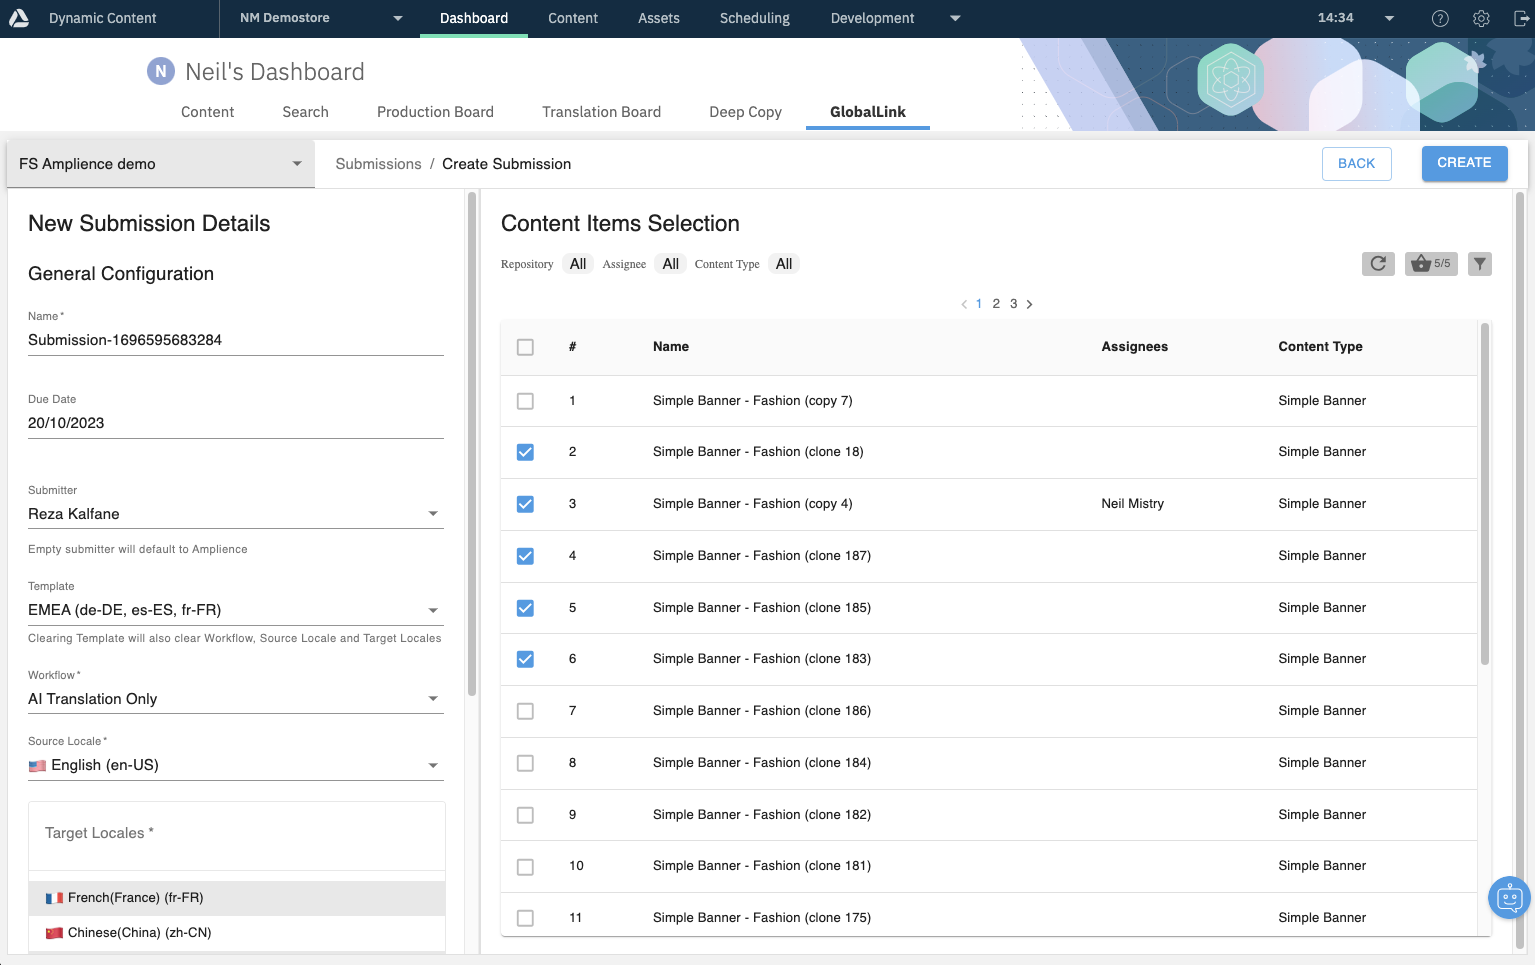 Dynamic Content
NM Demostore
Dashboard
Content
Assets
Scheduling
Development
14:34
?
N
Neil's Dashboard
Content
Search
Production Board
Translation Board
Deep Copy
GlobalLink
FS Amplience demo
Submissions / Create Submission
BACK
CREATE
New Submission Details
General Configuration
Name*
Submission-1696595683284
Due Date
20/10/2023
Submitter
Reza Kalfane
Empty submitter will default to Amplience
Template
EMEA (de-DE, es-ES, fr-FR)
Clearing Template will also clear Workflow, Source Locale and Target Locales
Workflow*
AI Translation Only
Source Locale*
English (en-US)
Target Locales *
French(France) (fr-FR)
Chinese(China) (zh-CN)
Content Items Selection
Repository All Assignee All Content Type All
5/5
< 1 2 3 >
# Name Assignees Content Type
1 Simple Banner - Fashion (copy 7) Simple Banner
2 Simple Banner - Fashion (clone 18) Simple Banner
3 Simple Banner - Fashion (copy 4) Neil Mistry Simple Banner
4 Simple Banner - Fashion (clone 187) Simple Banner
5 Simple Banner - Fashion (clone 185) Simple Banner
6 Simple Banner - Fashion (clone 183) Simple Banner
7 Simple Banner - Fashion (clone 186) Simple Banner
8 Simple Banner - Fashion (clone 184) Simple Banner
9 Simple Banner - Fashion (clone 182) Simple Banner
10 Simple Banner - Fashion (clone 181) Simple Banner
11 Simple Banner - Fashion (clone 175) Simple Banner